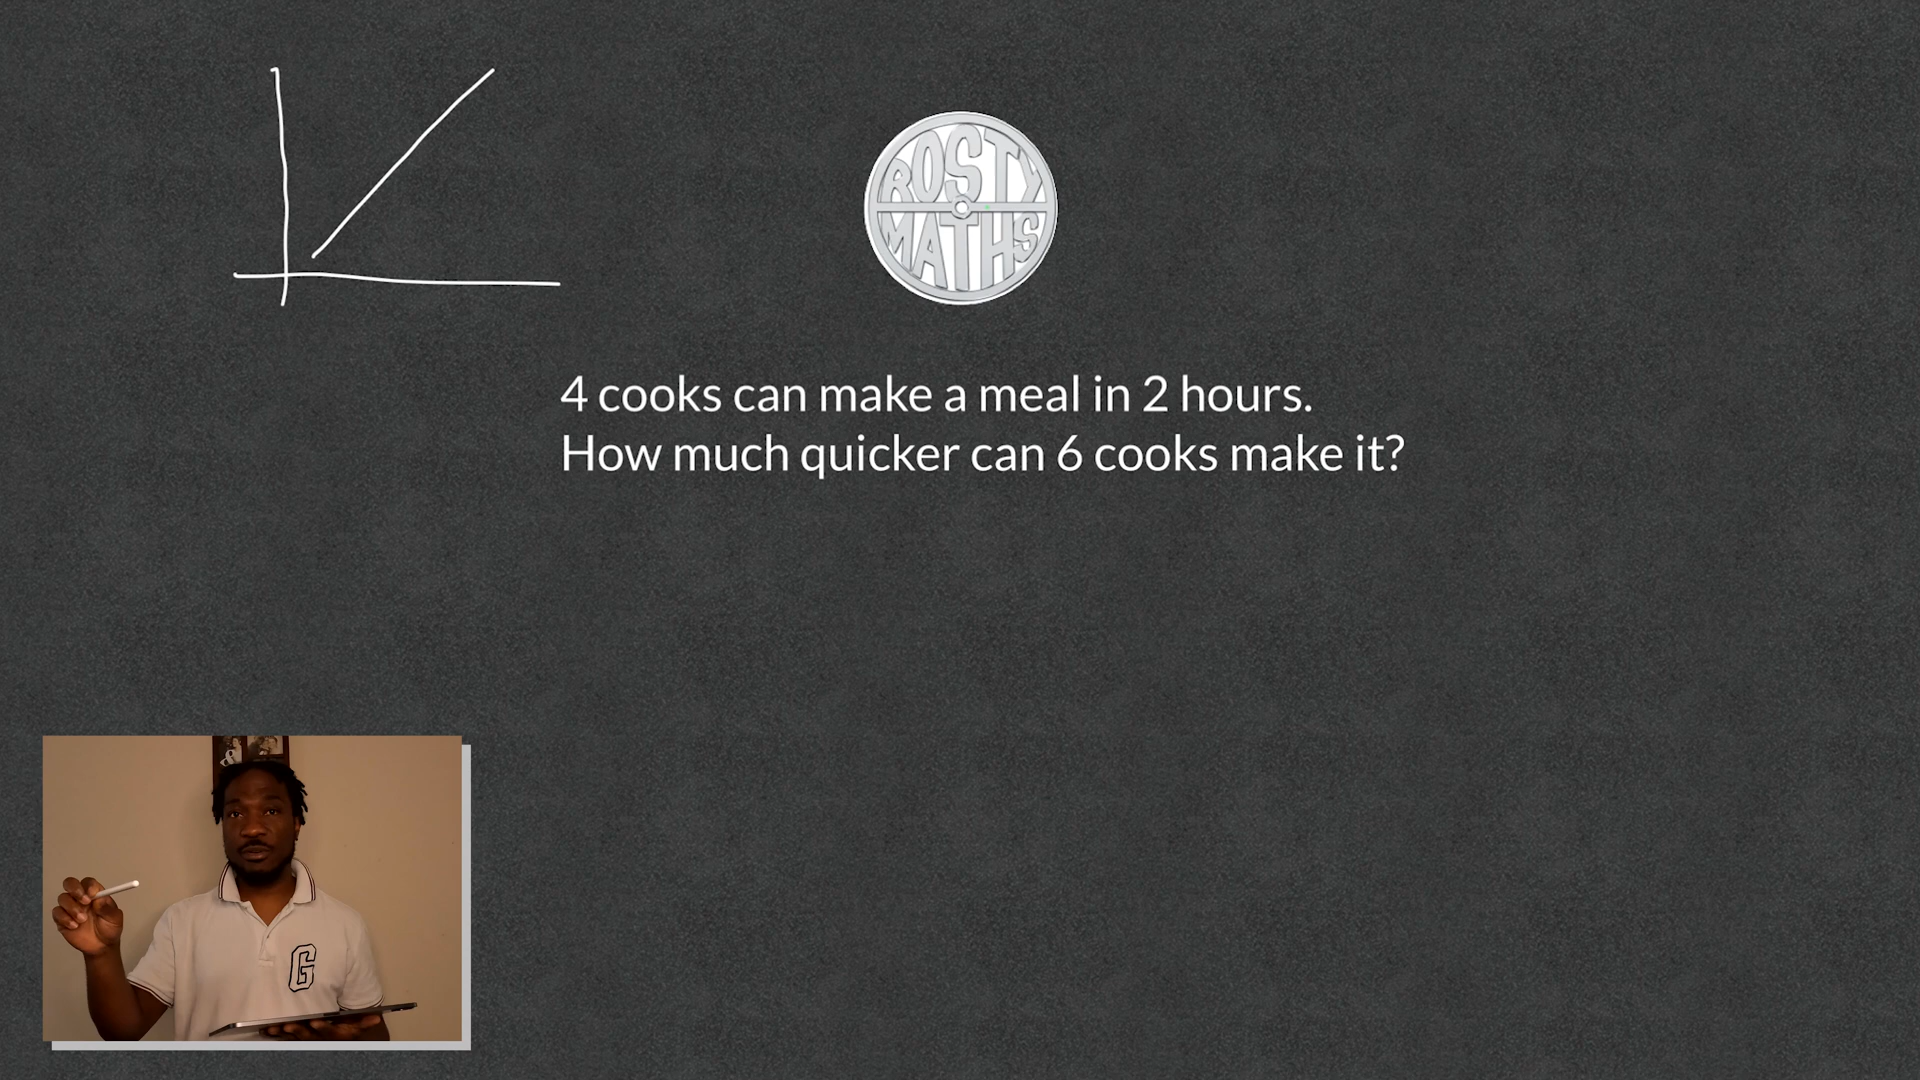 ROSTY
MATHS
4 cooks can make a meal in 2 hours.
How much quicker can 6 cooks make it?
G